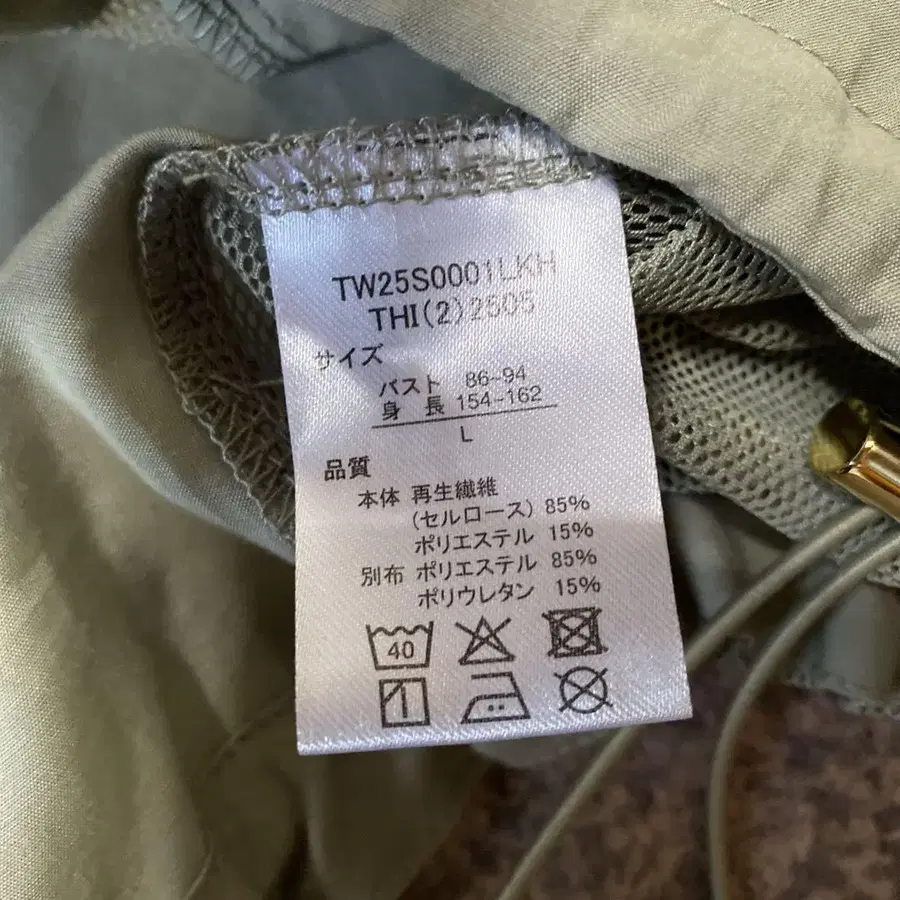 TW25S0001LKH
THI(2)2505
サイズ
バスト 86~94
身長 154~162
L
品質
本体 再生繊維
(セルロース) 85%
ポリエステル 15%
別布 ポリエステル 85%
ポリウレタン 15%
40